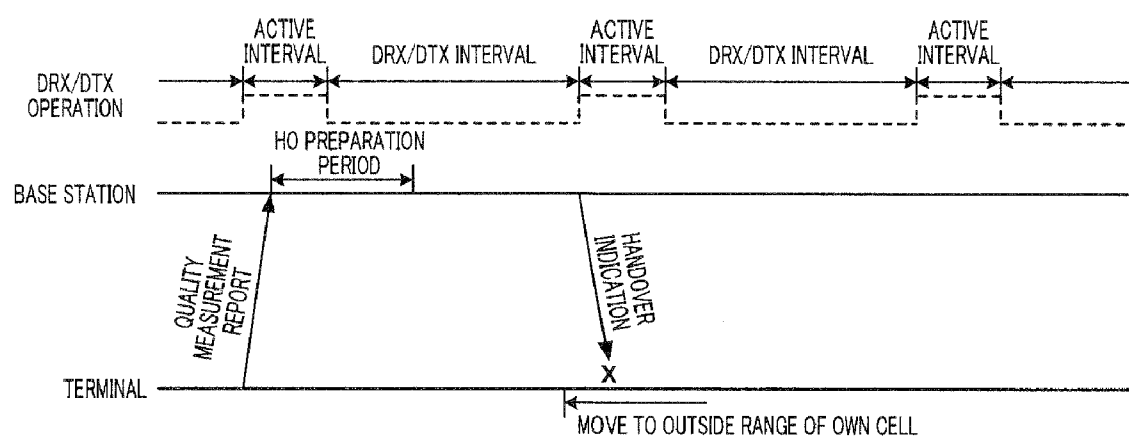 ACTIVE
INTERVAL
DRX/DTX INTERVAL
ACTIVE
INTERVAL
DRX/DTX INTERVAL
ACTIVE
INTERVAL
DRX/DTX
OPERATION
HO PREPARATION
PERIOD
BASE STATION
QUALITY
MEASUREMENT
REPORT
HANDOVER
INDICATION
X
TERMINAL
MOVE TO OUTSIDE RANGE OF OWN CELL